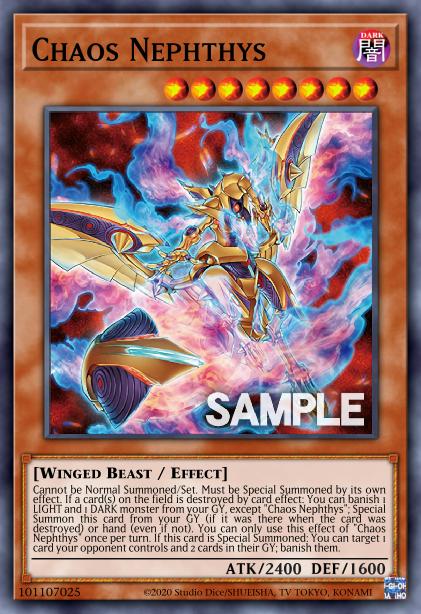 Chaos Nephthys
DARK
闇
SAMPLE
[Winged Beast / Effect]
Cannot be Normal Summoned/Set. Must be Special Summoned by its own
effect. If a card(s) on the field is destroyed by card effect: You can banish 1
LIGHT and 1 DARK monster from your GY, except "Chaos Nephthys"; Special
Summon this card from your GY (if it was there when the card was
destroyed) or hand (even if not). You can only use this effect of "Chaos
Nephthys" once per turn. If this card is Special Summoned: You can target 1
card your opponent controls and 2 cards in their GY; banish them.
ATK/2400 DEF/1600
101107025
©2020 Studio Dice/SHUEISHA, TV TOKYO, KONAMI